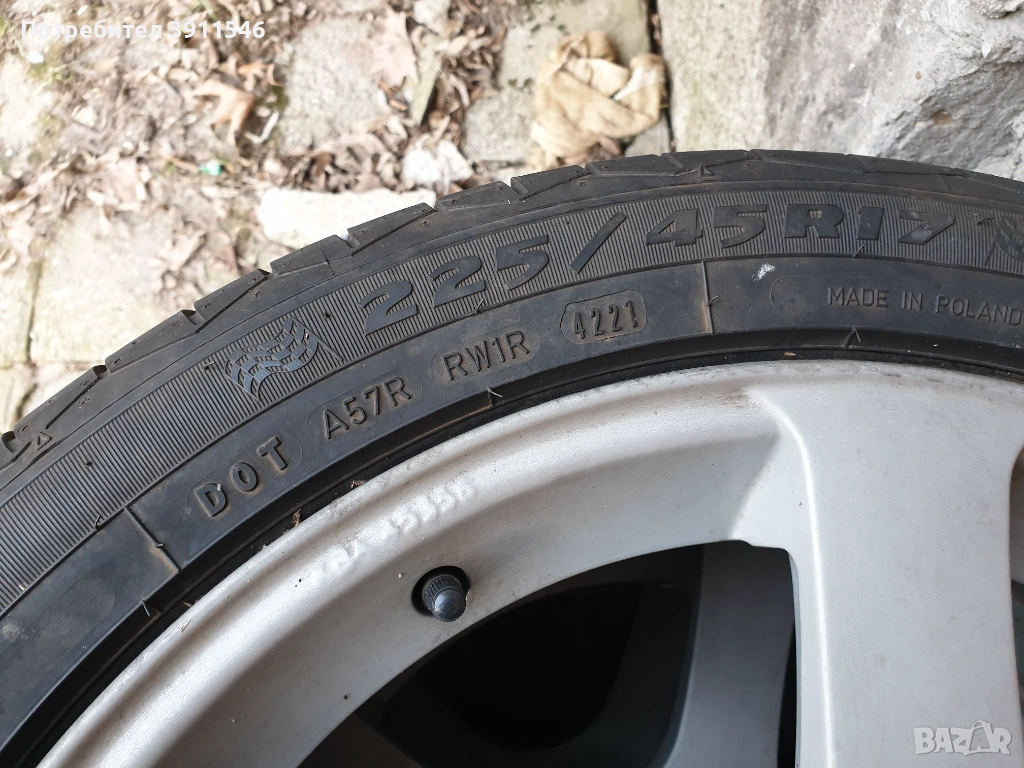 Потребител 3911546
225/45R17
MADE IN POLAND
DOT A57R RW1R 4221
BAZAR